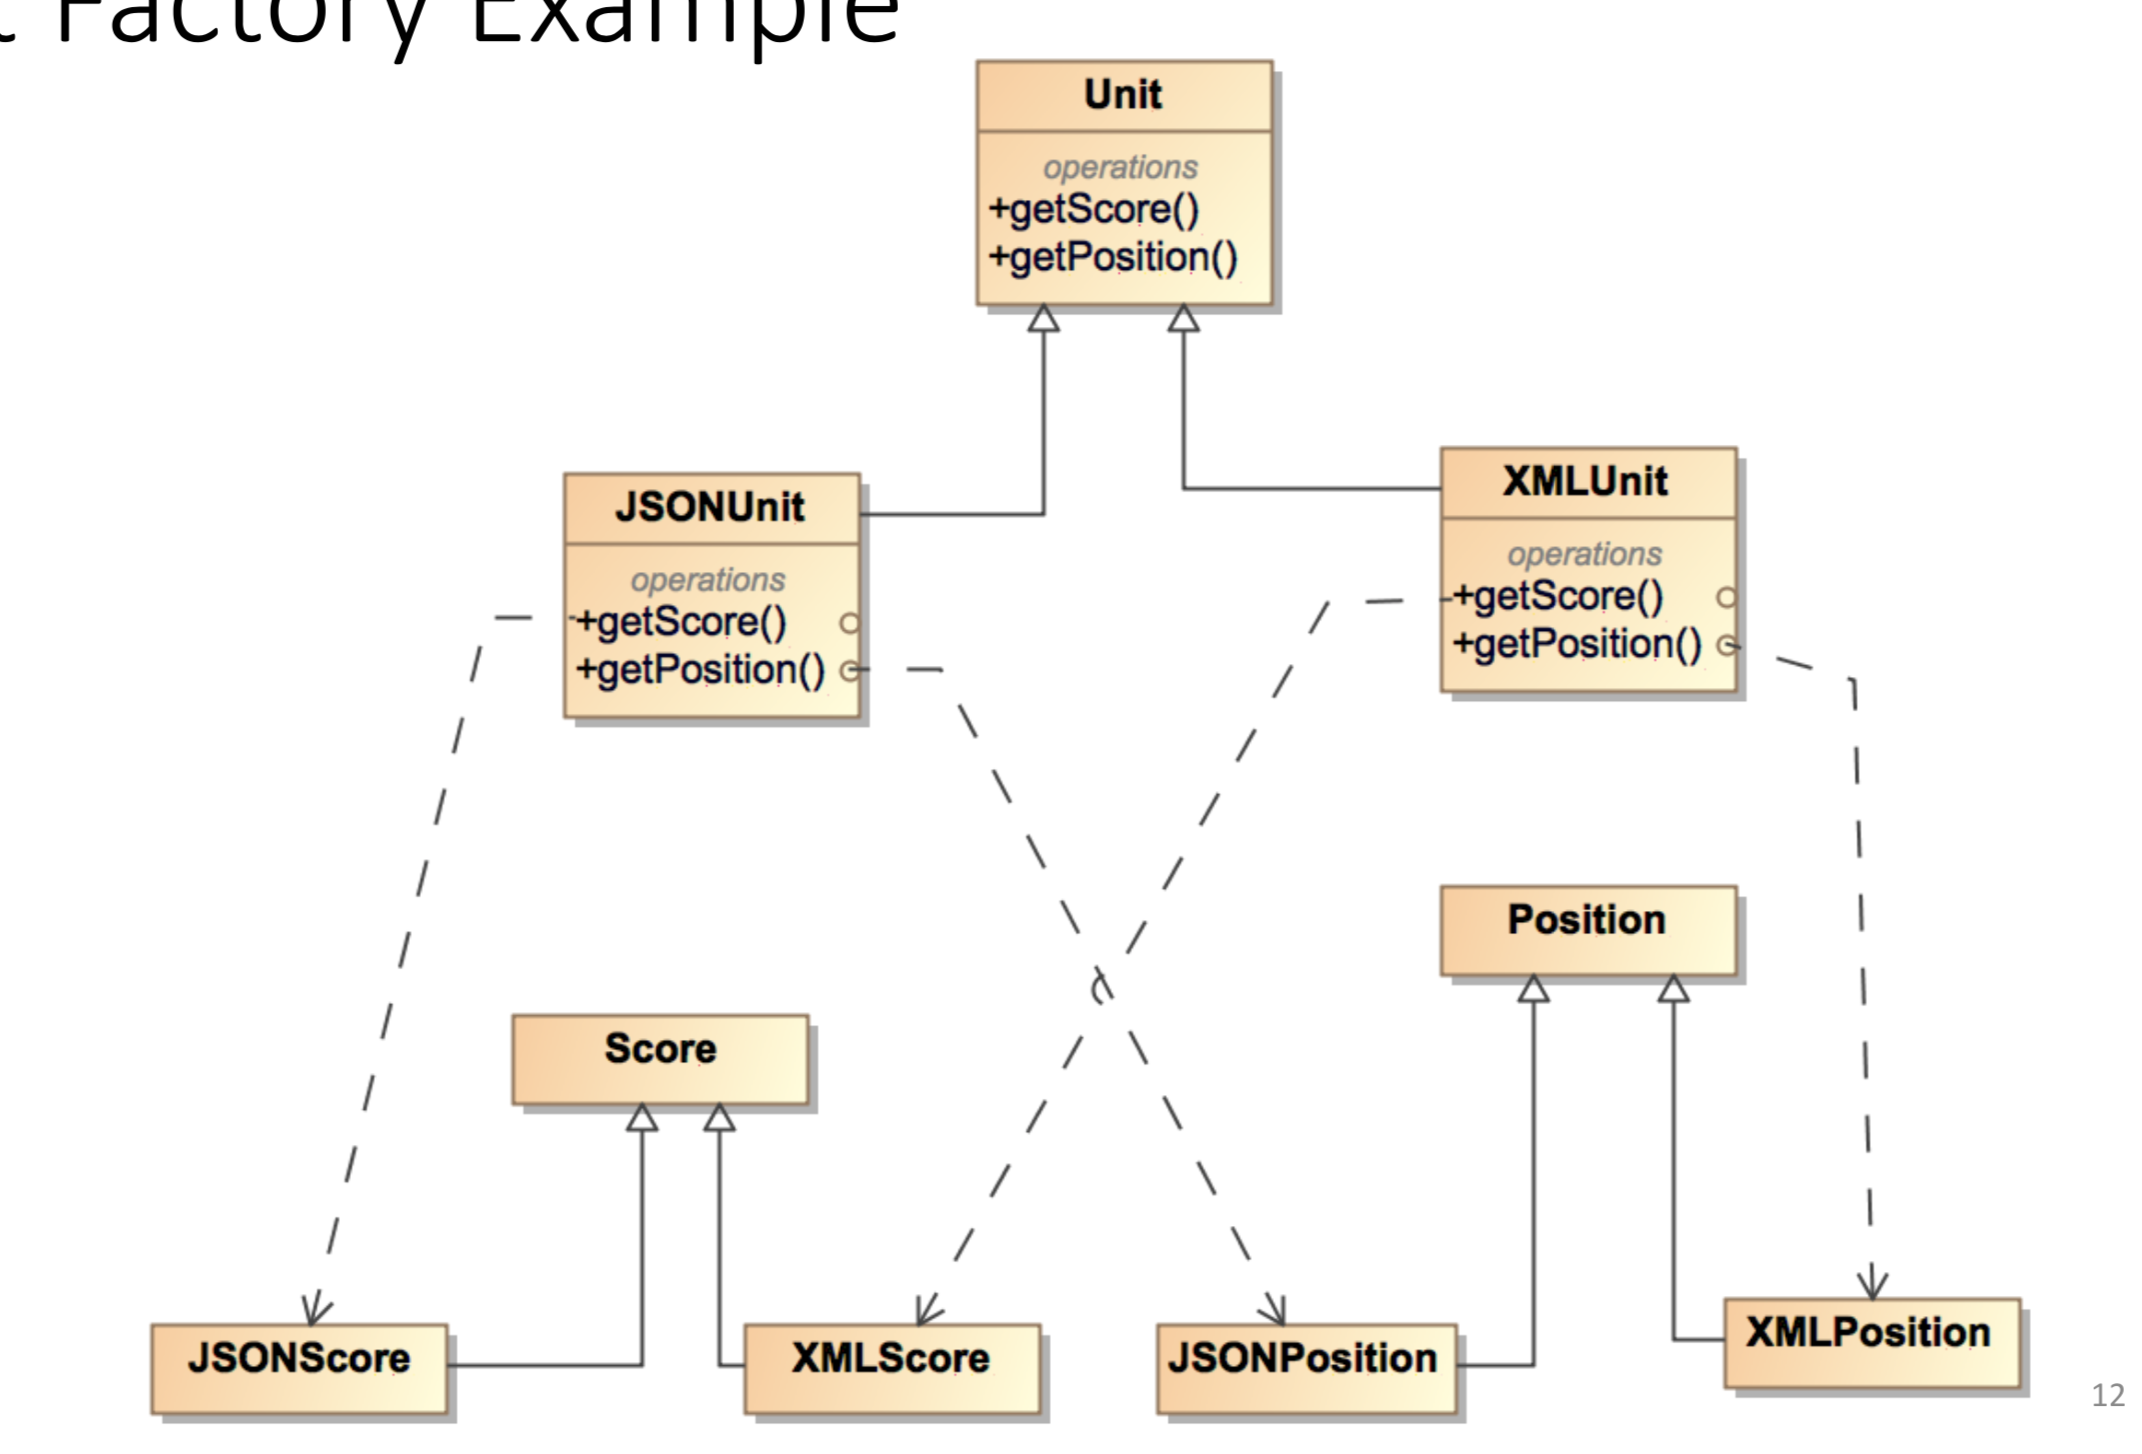 t Factory Example
Unit
operations
+getScore()
+getPosition()
JSONUnit
operations
+getScore()
+getPosition()
XMLUnit
operations
+getScore()
+getPosition()
Position
Score
JSONScore
XMLScore
JSONPosition
XMLPosition
12